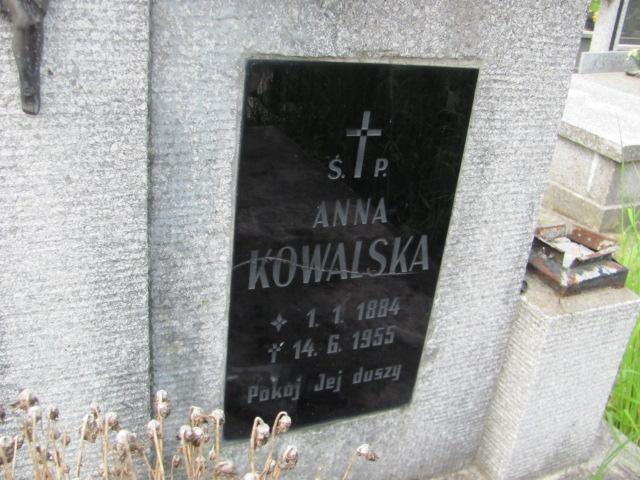 Ś. P.
ANNA
KOWALSKA
1. 1. 1884
14. 6. 1955
Pokój Jej duszy